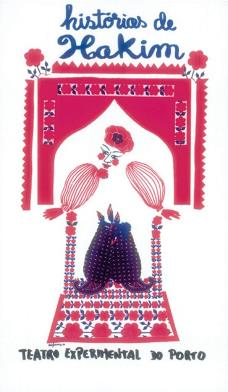 histórias de
Hakim
TEATRO EXPERIMENTAL DO PORTO